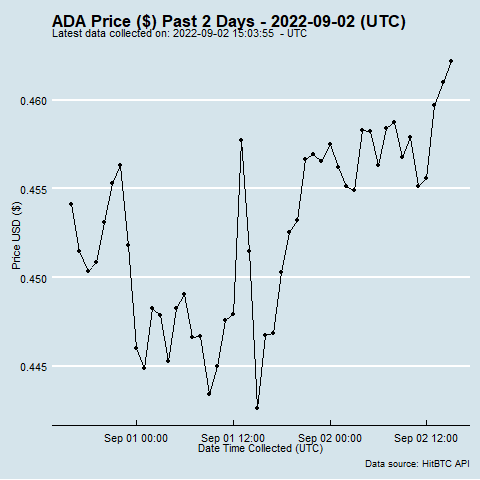 ADA Price ($) Past 2 Days - 2022-09-02 (UTC)
Latest data collected on: 2022-09-02 15:03:55 - UTC
0.460
0.455
0.450
0.445
Price USD ($)
Sep 01 00:00 Sep 01 12:00 Sep 02 00:00 Sep 02 12:00
Date Time Collected (UTC)
Data source: HitBTC API